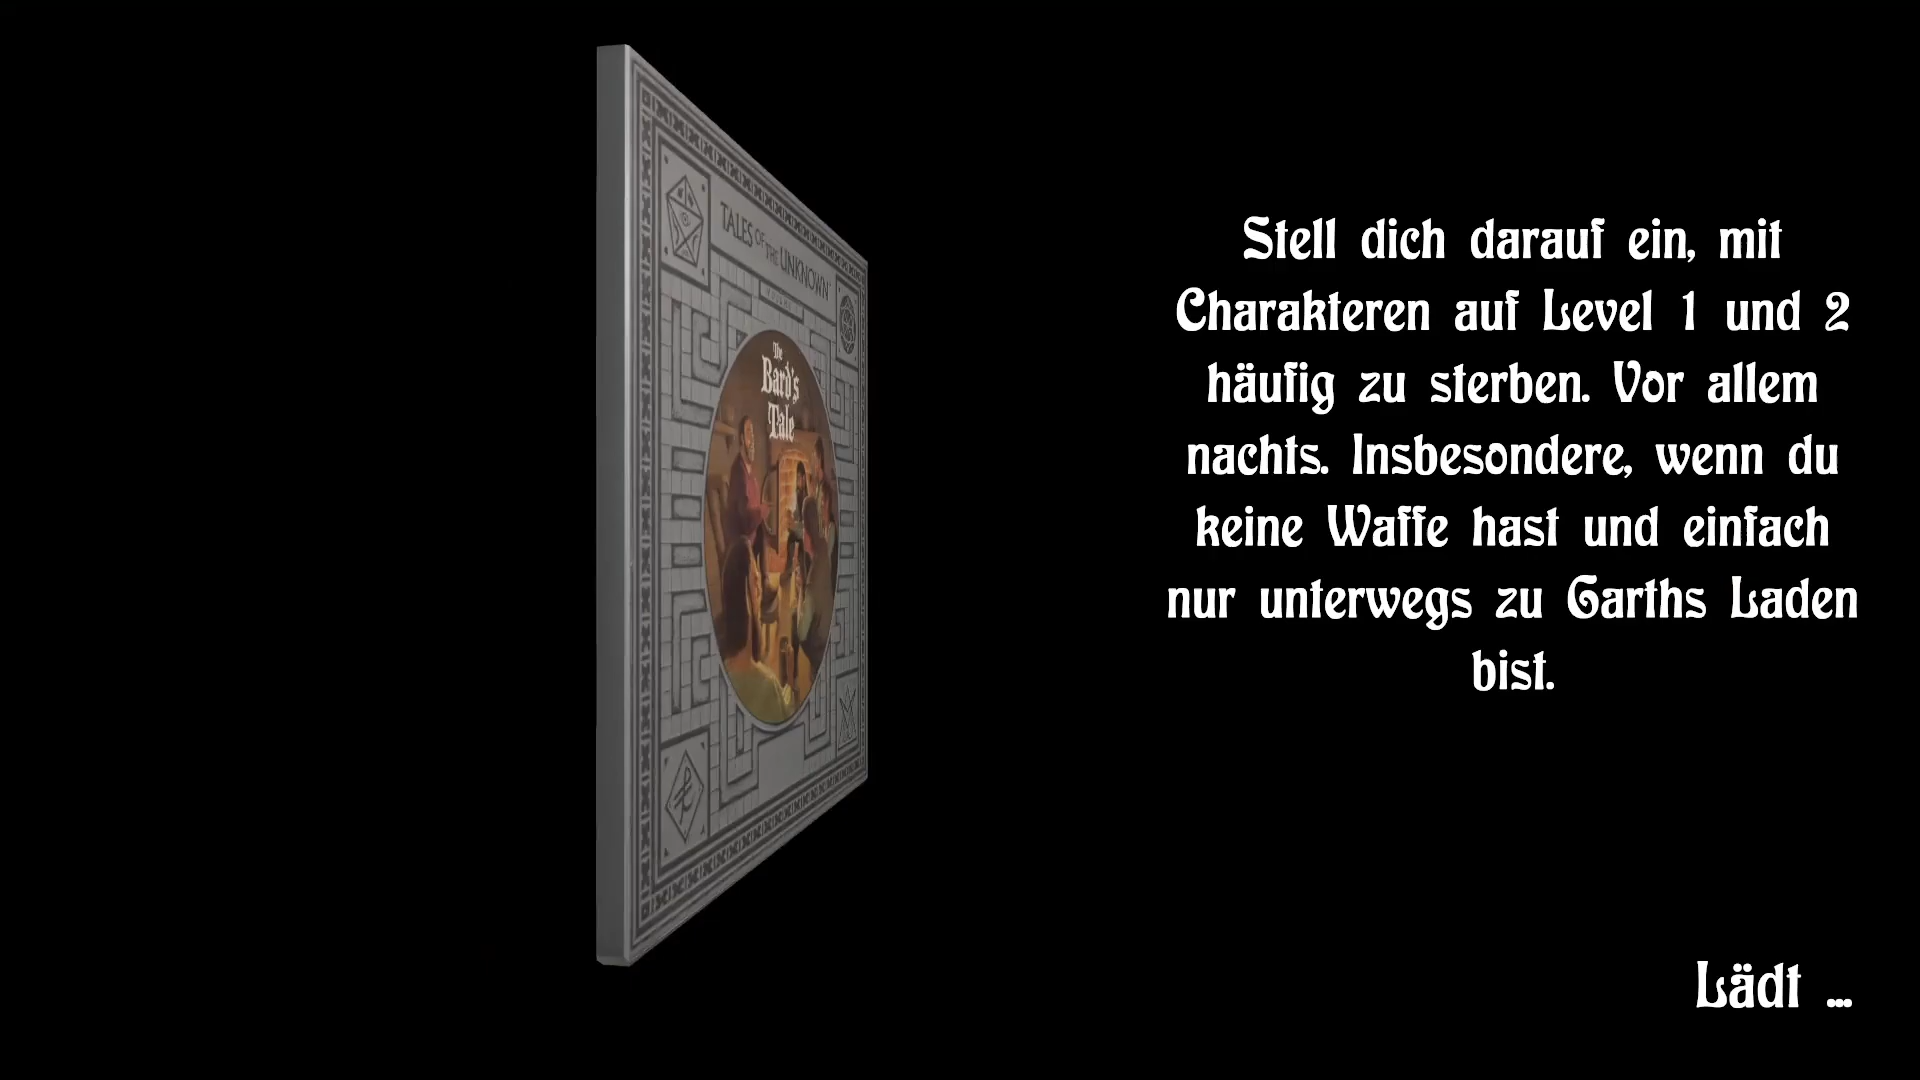 TALES OF THE UNKNOWN
The
Bard's
Tale
Stell dich darauf ein, mit
Charakteren auf Level 1 und 2
häufig zu sterben. Vor allem
nachts. Insbesondere, wenn du
keine Waffe hast und einfach
nur unterwegs zu Garths Laden
bist.
Lädt ...